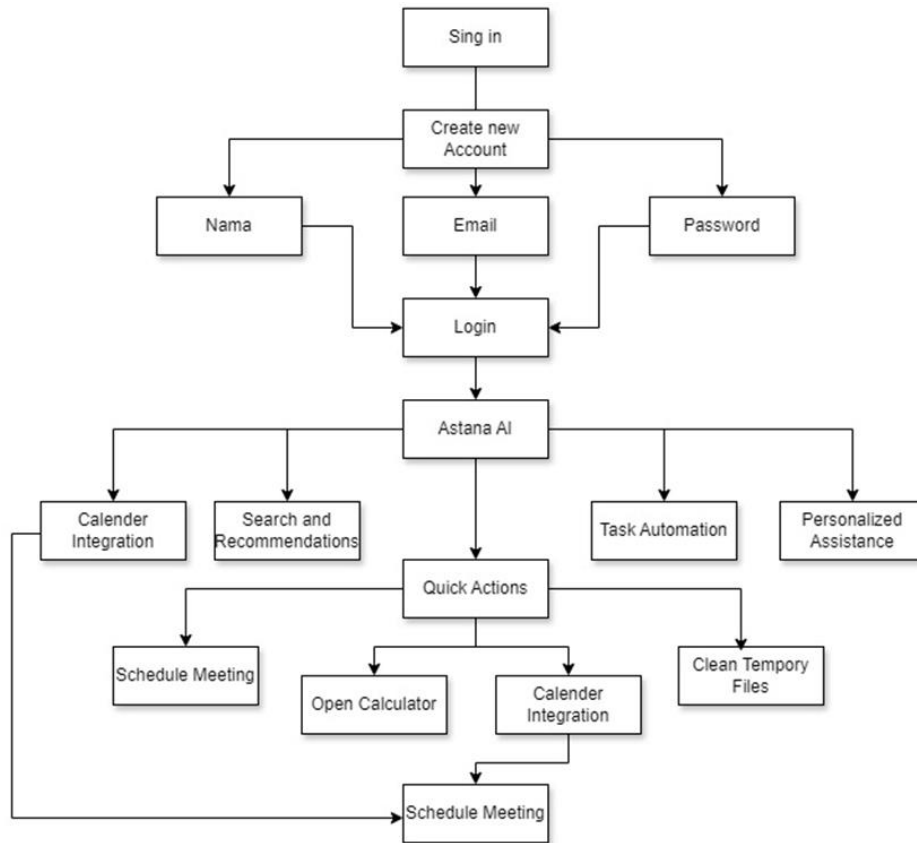 Sing in
Create new
Account
Nama
Email
Password
Login
Astana AI
Calender
Integration
Search and
Recommendations
Task Automation
Personalized
Assistance
Quick Actions
Schedule Meeting
Open Calculator
Calender
Integration
Clean Tempory
Files
Schedule Meeting